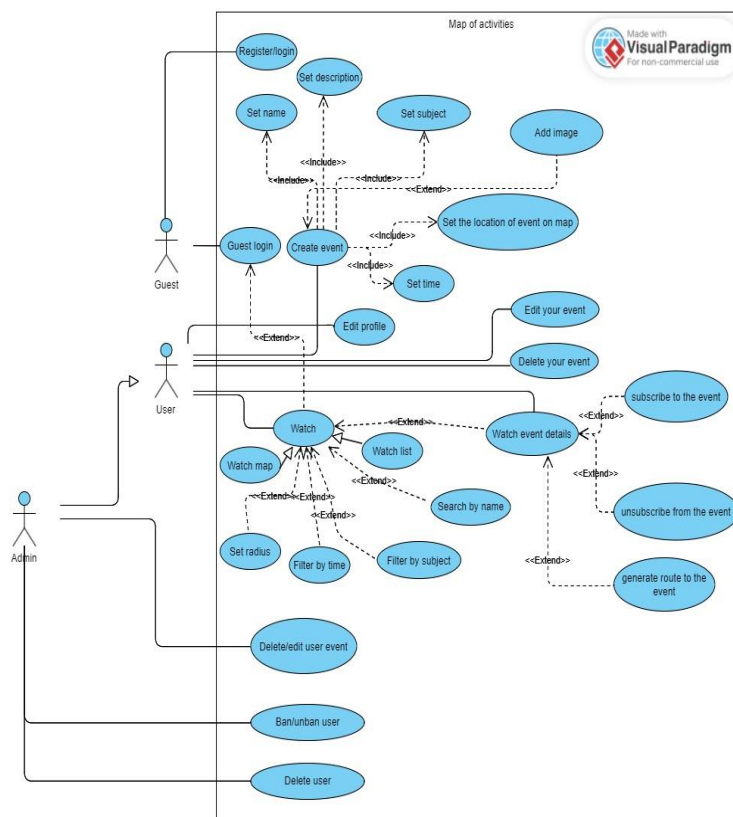 Map of activities
Made with
VisualParadigm
For non-commercial use
Register/login
Set description
Set name
Set subject
Add image
<<Include>>
<<Include>>
<<Include>>
<<Extend>>
Set the location of event on map
Guest login
Create event
<<Include>>
<<Include>>
Guest
Set time
Edit profile
Edit your event
<<Extend>>
User
Delete your event
subscribe to the event
Watch
<<Extend>>
Watch event details
<<Extend>>
Watch map
Watch list
<<Extend>>
<<Extend>>
<<Extend>>
<<Extend>>
Search by name
<<Extend>>
unsubscribe from the event
Set radius
Filter by time
Filter by subject
<<Extend>>
Admin
generate route to the
event
Delete/edit user event
Ban/unban user
Delete user